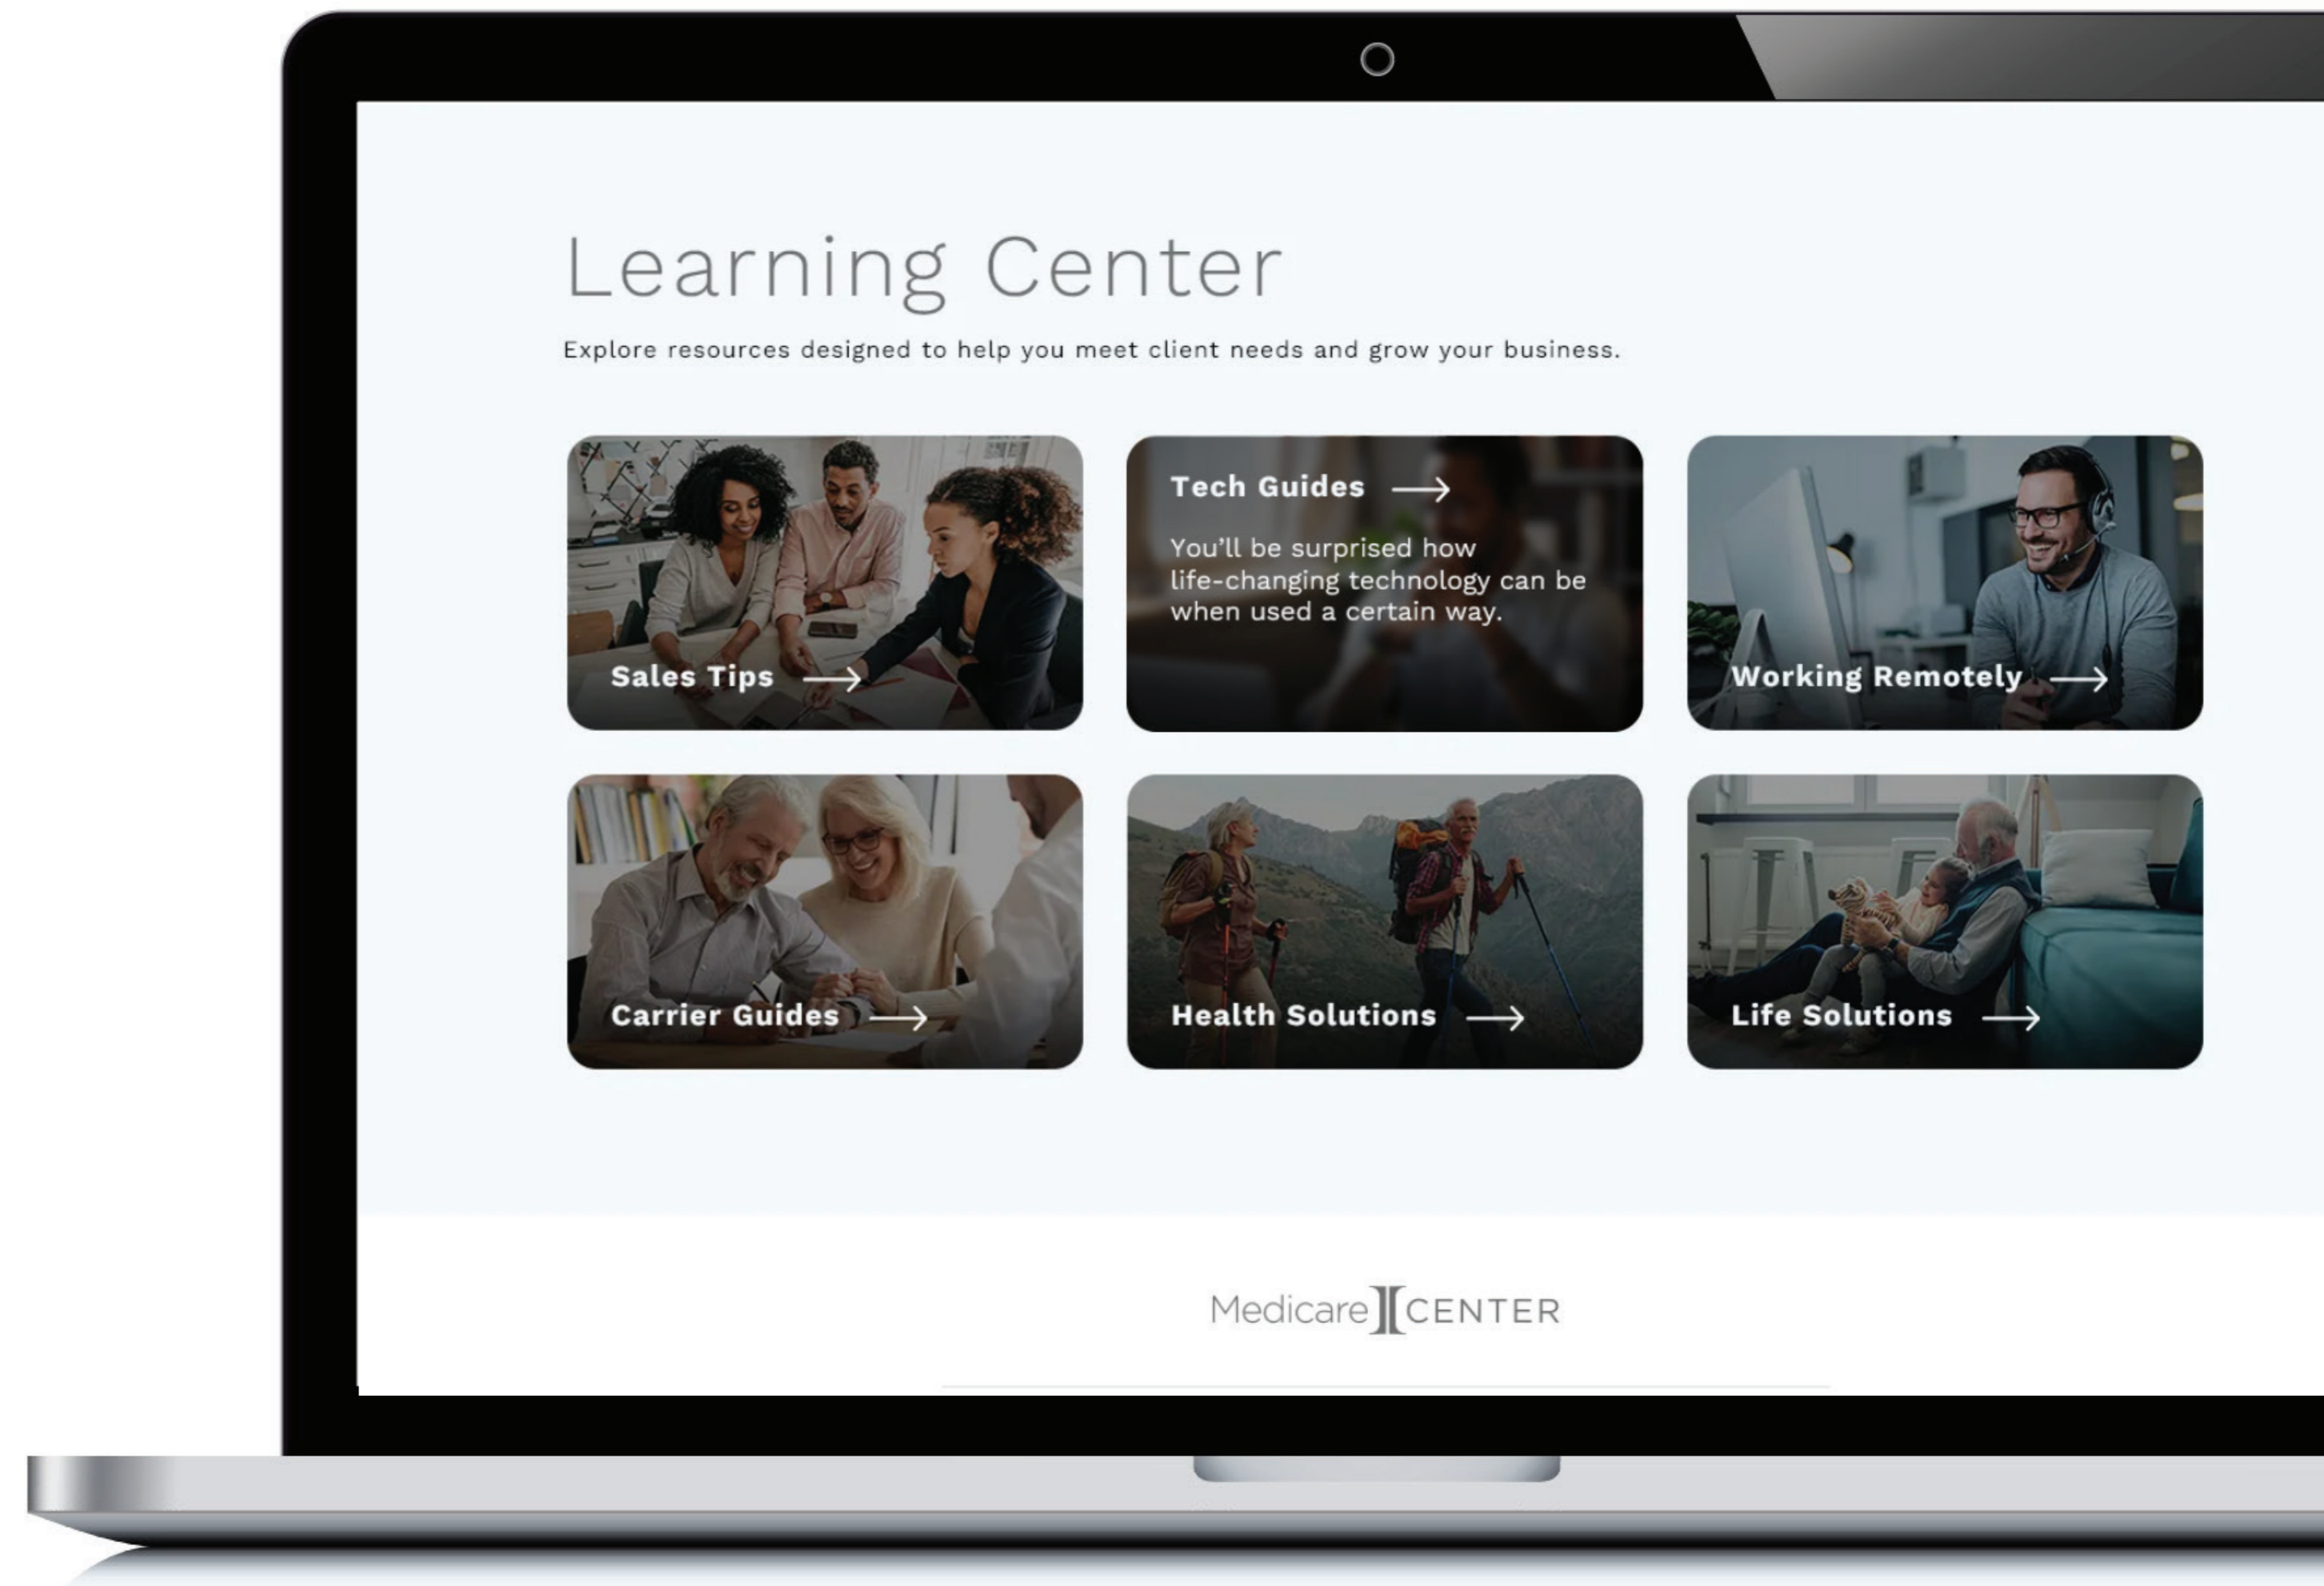 Learning Center
Explore resources designed to help you meet client needs and grow your business.
Sales Tips
Tech Guides
You'll be surprised how
life-changing technology can be
when used a certain way.
Working Remotely
Carrier Guides
Health Solutions
Life Solutions
Medicare CENTER